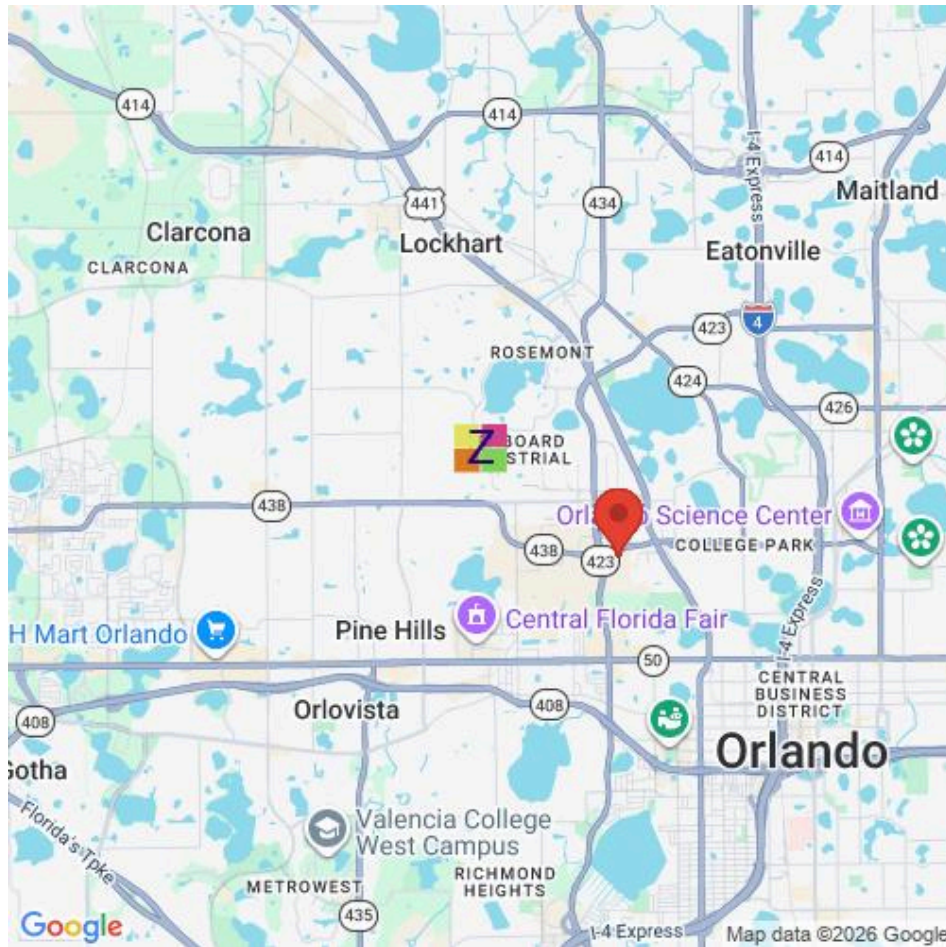 414
414
414
Maitland
441
434
Clarcona
Lockhart
Eatonville
CLARCONA
I-4 Express
4
423
ROSEMONT
424
426
Z
BOARD
STRIAL
438
Orl
Science Center
COLLEGE PARK
438
423
H Mart Orlando
Pine Hills
Central Florida Fair
I-4 Express
50
CENTRAL
BUSINESS
DISTRICT
408
Orlovista
408
Orlando
Gotha
Florida's Tpke
Valencia College
West Campus
RICHMOND
HEIGHTS
METROWEST
435
I-4 Express
Google
Map data ©2026 Google